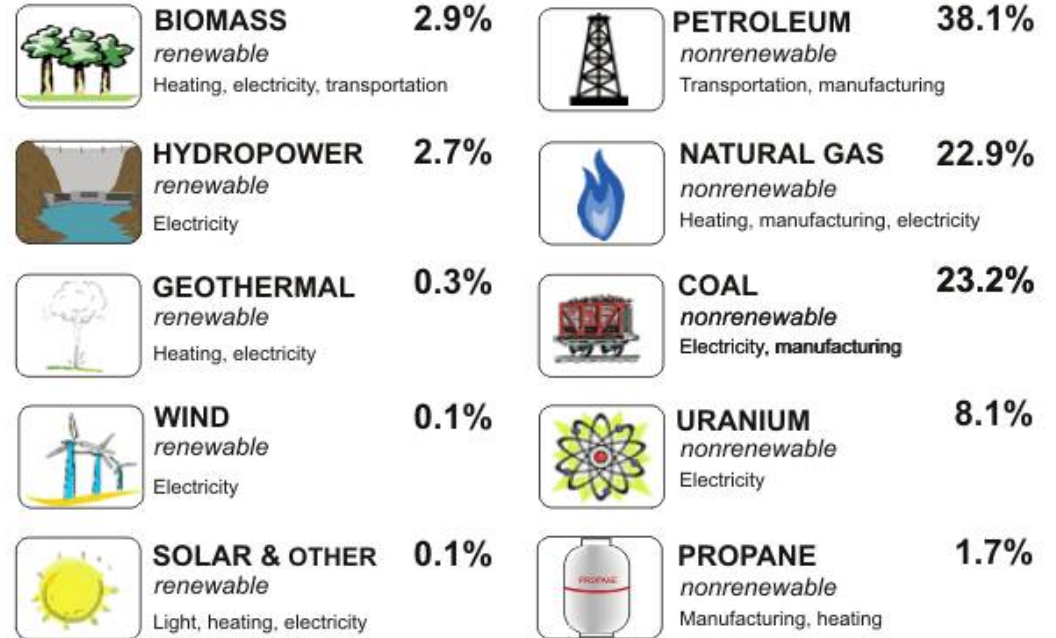 BIOMASS 2.9%
renewable
Heating, electricity, transportation
HYDROPOWER 2.7%
renewable
Electricity
GEOTHERMAL 0.3%
renewable
Heating, electricity
WIND 0.1%
renewable
Electricity
SOLAR & OTHER 0.1%
renewable
Light, heating, electricity
PETROLEUM 38.1%
nonrenewable
Transportation, manufacturing
NATURAL GAS 22.9%
nonrenewable
Heating, manufacturing, electricity
COAL 23.2%
nonrenewable
Electricity, manufacturing
URANIUM 8.1%
nonrenewable
Electricity
PROPANE 1.7%
PROPANE
nonrenewable
Manufacturing, heating